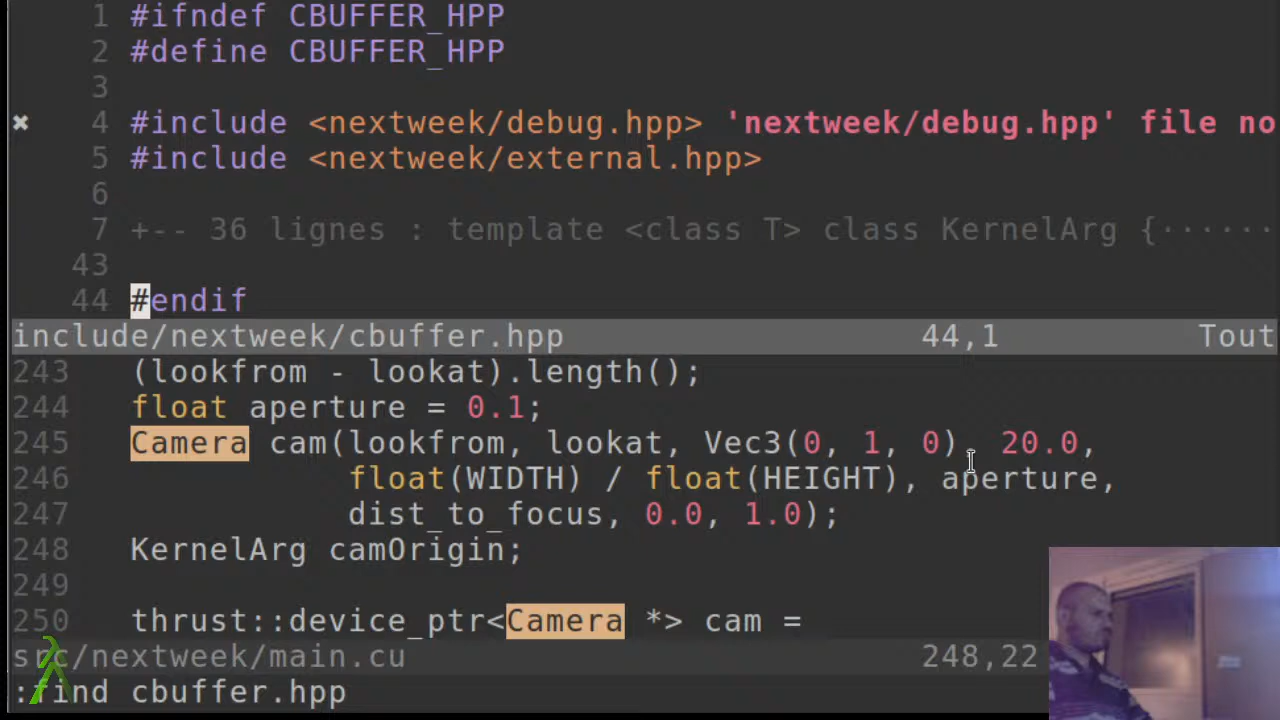 1 #ifndef CBUFFER_HPP
2 #define CBUFFER_HPP
3
✖ 4 #include <nextweek/debug.hpp> 'nextweek/debug.hpp' file no
5 #include <nextweek/external.hpp>
6
7 +-- 36 lignes : template <class T> class KernelArg {······
43
44 #endif
include/nextweek/cbuffer.hpp 44,1 Tout
243 (lookfrom - lookat).length();
244 float aperture = 0.1;
245 Camera cam(lookfrom, lookat, Vec3(0, 1, 0), 20.0,
246 float(WIDTH) / float(HEIGHT), aperture,
247 dist_to_focus, 0.0, 1.0);
248 KernelArg camOrigin;
249
250 thrust::device_ptr<Camera *> cam =
src/nextweek/main.cu 248,22
:find cbuffer.hpp